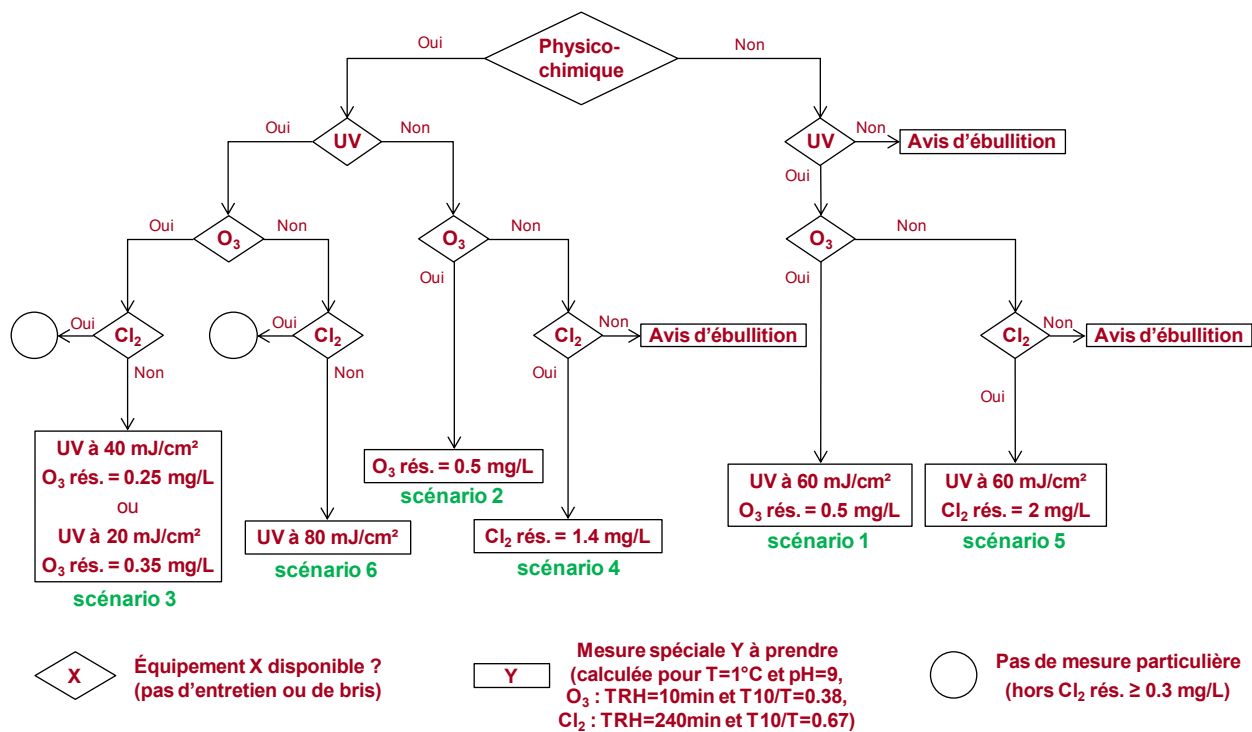 Physico-
chimique
Oui
Non
UV
Oui
Non
UV
Non
Avis d'ébullition
Oui
O₃
Oui
Non
O₃
Non
Oui
O₃
Non
Oui
Cl₂
Oui
Non
Cl₂
Oui
Non
Cl₂
Non
Avis d'ébullition
Oui
Cl₂
Non
Avis d'ébullition
Oui
UV à 40 mJ/cm²
O₃ rés. = 0.25 mg/L
ou
UV à 20 mJ/cm²
O₃ rés. = 0.35 mg/L
scénario 3
UV à 80 mJ/cm²
scénario 6
O₃ rés. = 0.5 mg/L
scénario 2
Cl₂ rés. = 1.4 mg/L
scénario 4
UV à 60 mJ/cm²
O₃ rés. = 0.5 mg/L
scénario 1
UV à 60 mJ/cm²
Cl₂ rés. = 2 mg/L
scénario 5
X
Équipement X disponible ?
(pas d'entretien ou de bris)
Y
Mesure spéciale Y à prendre
(calculée pour T=1°C et pH=9,
O₃ : TRH=10min et T10/T=0.38,
Cl₂ : TRH=240min et T10/T=0.67)
Pas de mesure particulière
(hors Cl₂ rés. ≥ 0.3 mg/L)